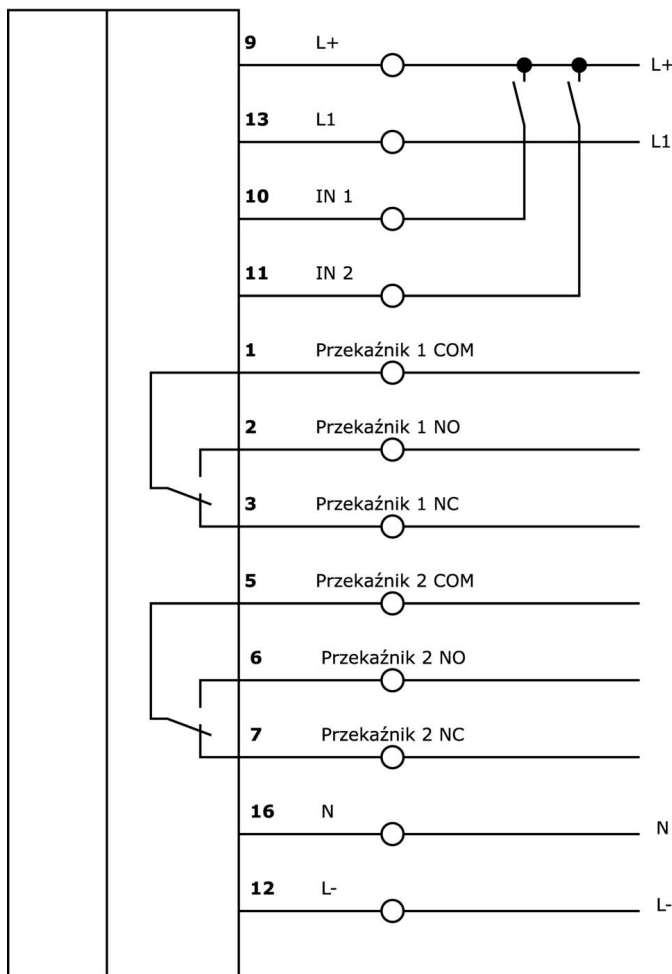 9 L+
L+
13 L1
L1
10 IN 1
11 IN 2
1 Przekaźnik 1 COM
2 Przekaźnik 1 NO
3 Przekaźnik 1 NC
5 Przekaźnik 2 COM
6 Przekaźnik 2 NO
7 Przekaźnik 2 NC
16 N
N
12 L-
L-